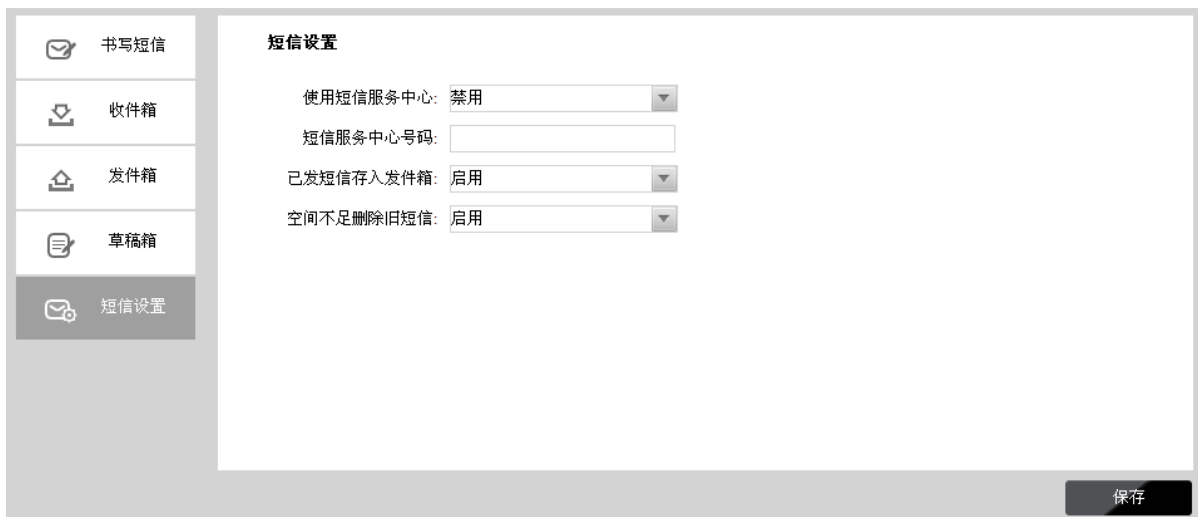 书写短信
收件箱
发件箱
草稿箱
短信设置
短信设置
使用短信服务中心: 禁用
短信服务中心号码:
已发短信存入发件箱: 启用
空间不足删除旧短信: 启用
保存